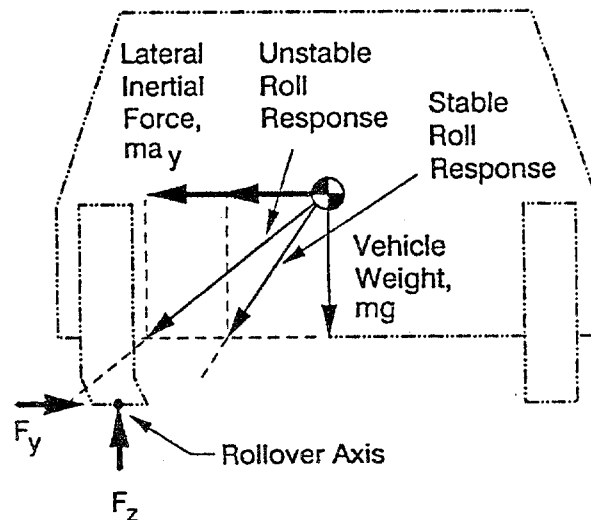 Lateral
Inertial
Force,
ma y
Unstable
Roll
Response
Stable
Roll
Response
Vehicle
Weight,
mg
F y
Rollover Axis
F z